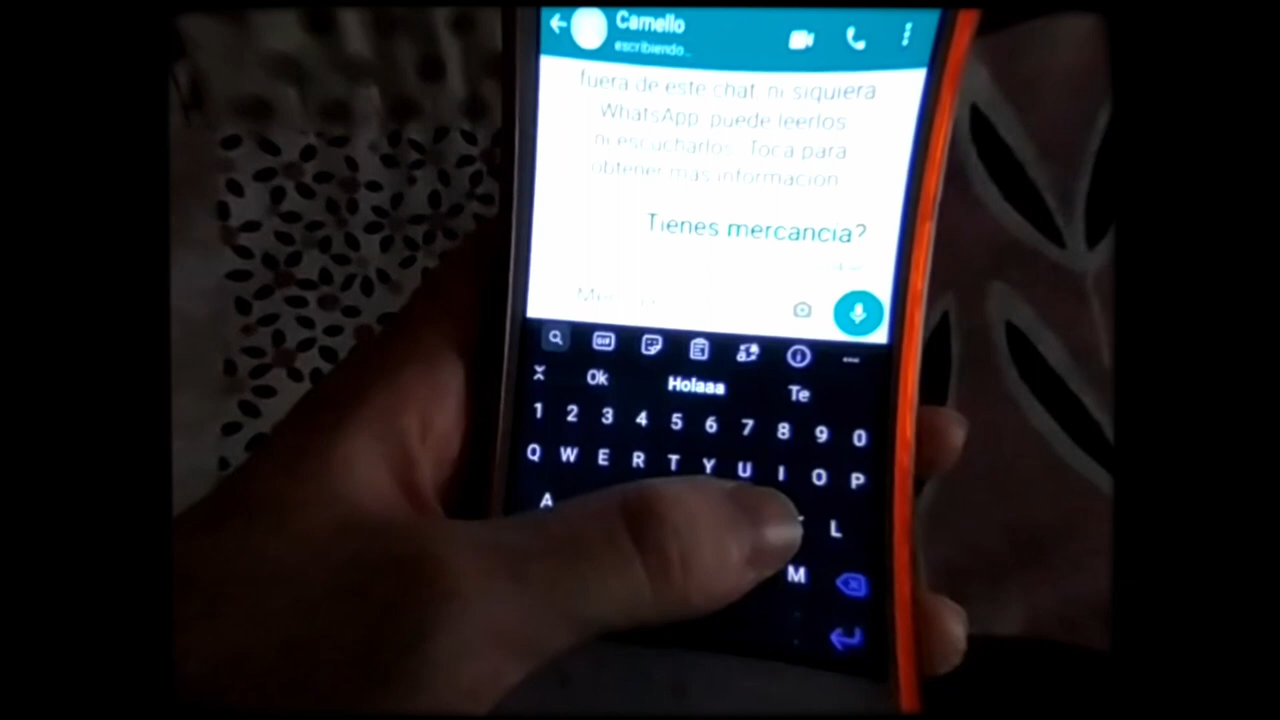 Camello
escribiendo...
fuera de este chat, ni siquiera
WhatsApp, puede leerlos
ni escucharlos. Toca para
obtener más información.
Tienes mercancia?
GIF
Ok Holaaa Te
1 2 3 4 5 6 7 8 9 0
Q W E R T Y U I O P
A L
M